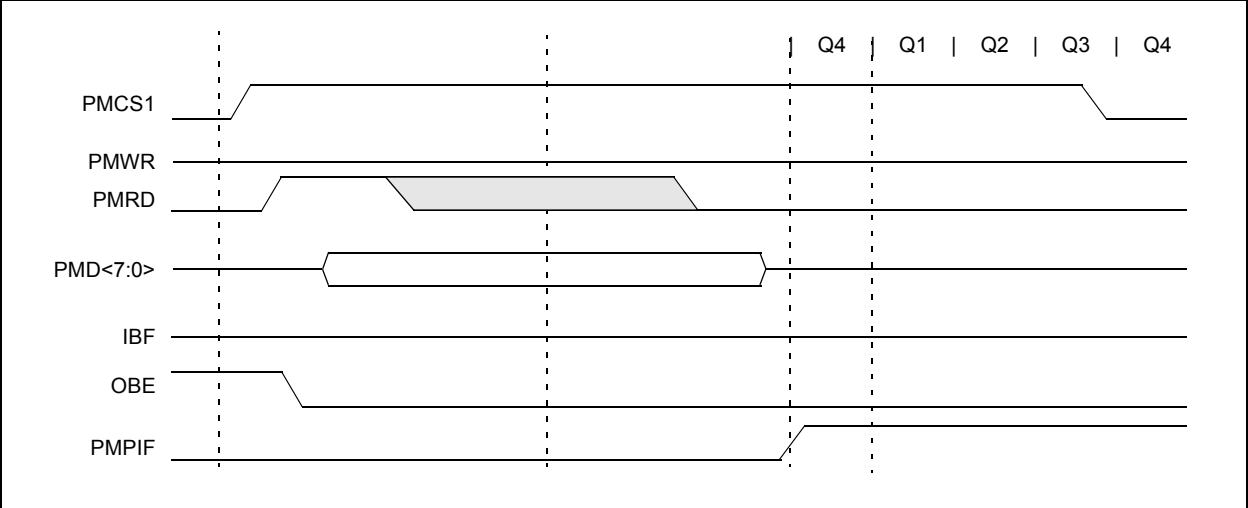 | Q4 | Q1 | Q2 | Q3 | Q4
PMCS1
PMWR
PMRD
PMD<7:0>
IBF
OBE
PMPIF